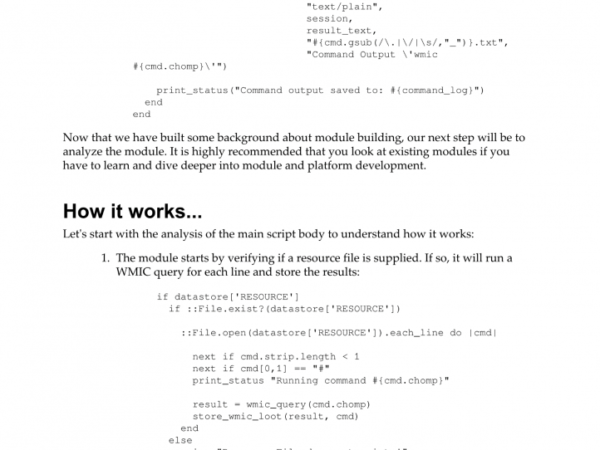 "text/plain",
session,
result_text,
"#{cmd.gsub(/\.|\/|\s/,"_")}.txt",
"Command Output \'wmic
#{cmd.chomp}\'")
print_status("Command output saved to: #{command_log}")
end
end
Now that we have built some background about module building, our next step will be to
analyze the module. It is highly recommended that you look at existing modules if you
have to learn and dive deeper into module and platform development.
How it works...
Let's start with the analysis of the main script body to understand how it works:
1. The module starts by verifying if a resource file is supplied. If so, it will run a
WMIC query for each line and store the results:
if datastore['RESOURCE']
if ::File.exist?(datastore['RESOURCE'])
::File.open(datastore['RESOURCE']).each_line do |cmd|
next if cmd.strip.length < 1
next if cmd[0,1] == "#"
print_status "Running command #{cmd.chomp}"
result = wmic_query(cmd.chomp)
store_wmic_loot(result, cmd)
end
else